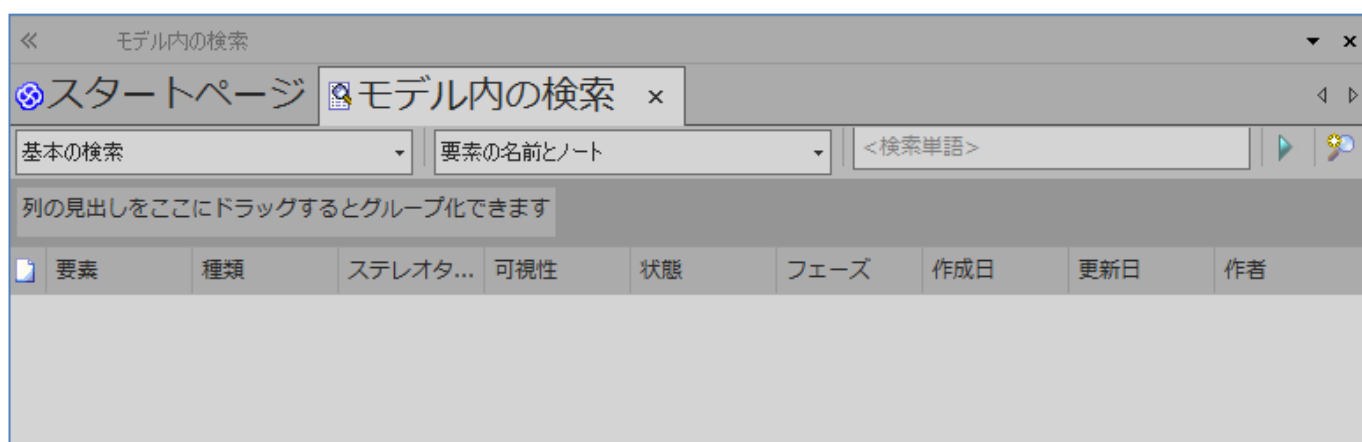 モデル内の検索
スタートページ モデル内の検索
基本の検索 要素の名前とノート <検索単語>
列の見出しをここにドラッグするとグループ化できます
要素 種類 ステレオタ... 可視性 状態 フェーズ 作成日 更新日 作者